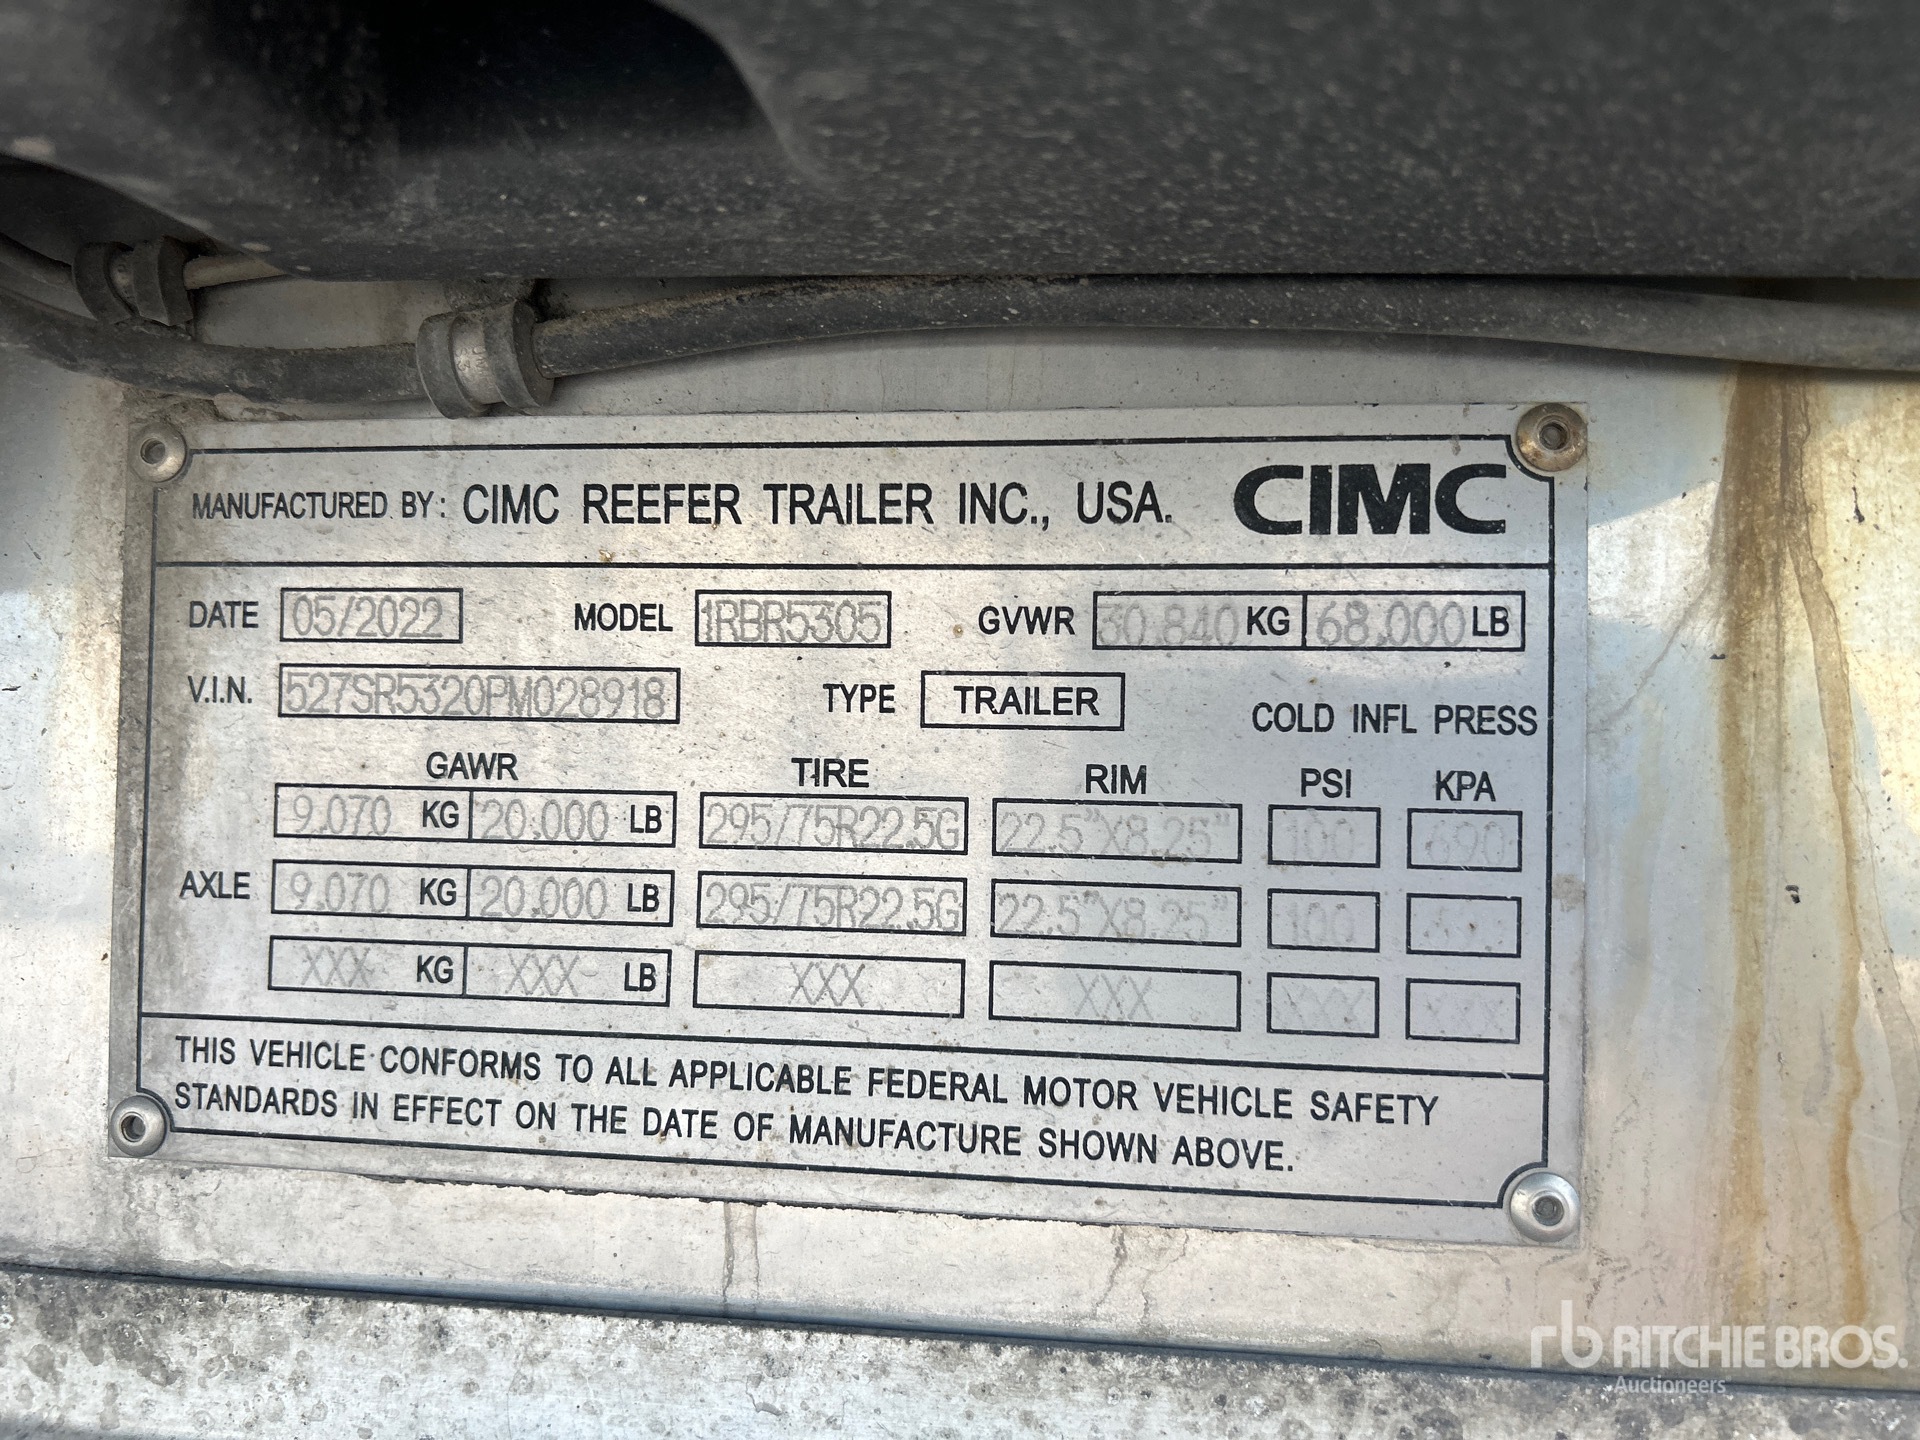 MANUFACTURED BY: CIMC REEFER TRAILER INC., USA. CIMC
DATE 05/2022 MODEL 1RBR5305 GVWR 30.840 KG 68.000 LB
V.I.N. 527SR5320PM028918 TYPE TRAILER COLD INFL PRESS
GAWR TIRE RIM PSI KPA
9.070 KG 20.000 LB 295/75R22.5G 22.5"X8.25" 100 690
AXLE 9.070 KG 20.000 LB 295/75R22.5G 22.5"X8.25" 100
XXX KG XXX LB XXX XXX XXX XXX
THIS VEHICLE CONFORMS TO ALL APPLICABLE FEDERAL MOTOR VEHICLE SAFETY
STANDARDS IN EFFECT ON THE DATE OF MANUFACTURE SHOWN ABOVE.
rb RITCHIE BROS.
Auctioneers